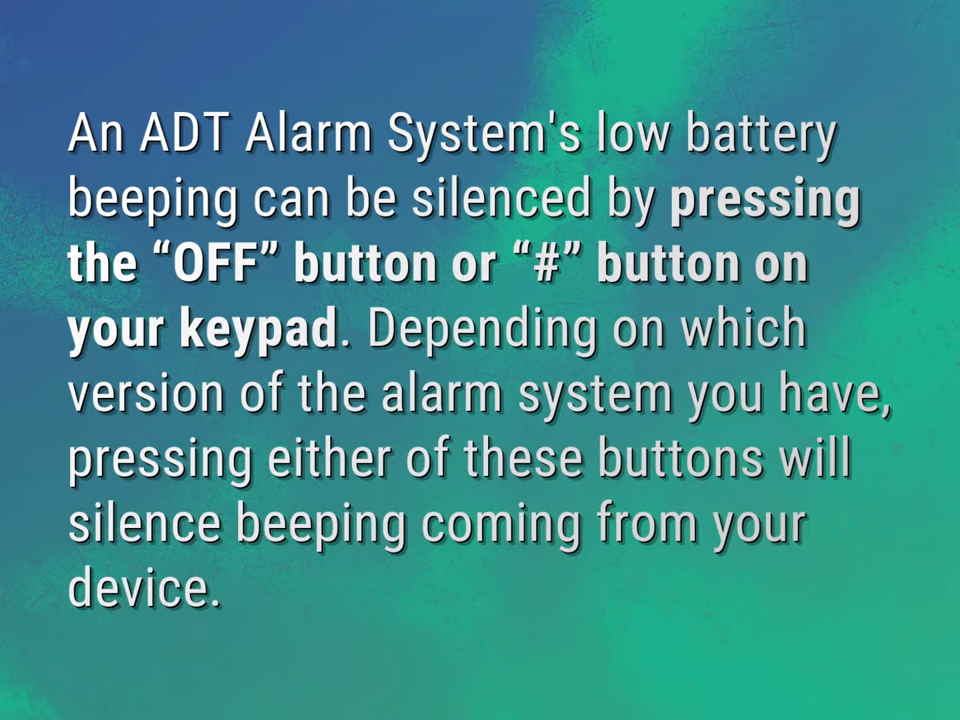 An ADT Alarm System's low battery
beeping can be silenced by pressing
the “OFF” button or “#” button on
your keypad. Depending on which
version of the alarm system you have,
pressing either of these buttons will
silence beeping coming from your
device.